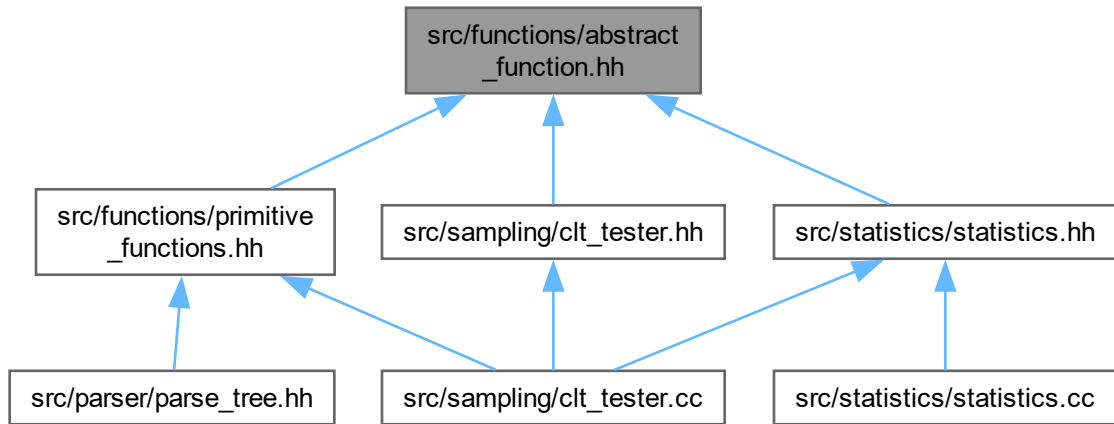 src/functions/abstract
_function.hh
src/functions/primitive
_functions.hh
src/sampling/clt_tester.hh
src/statistics/statistics.hh
src/parser/parse_tree.hh
src/sampling/clt_tester.cc
src/statistics/statistics.cc